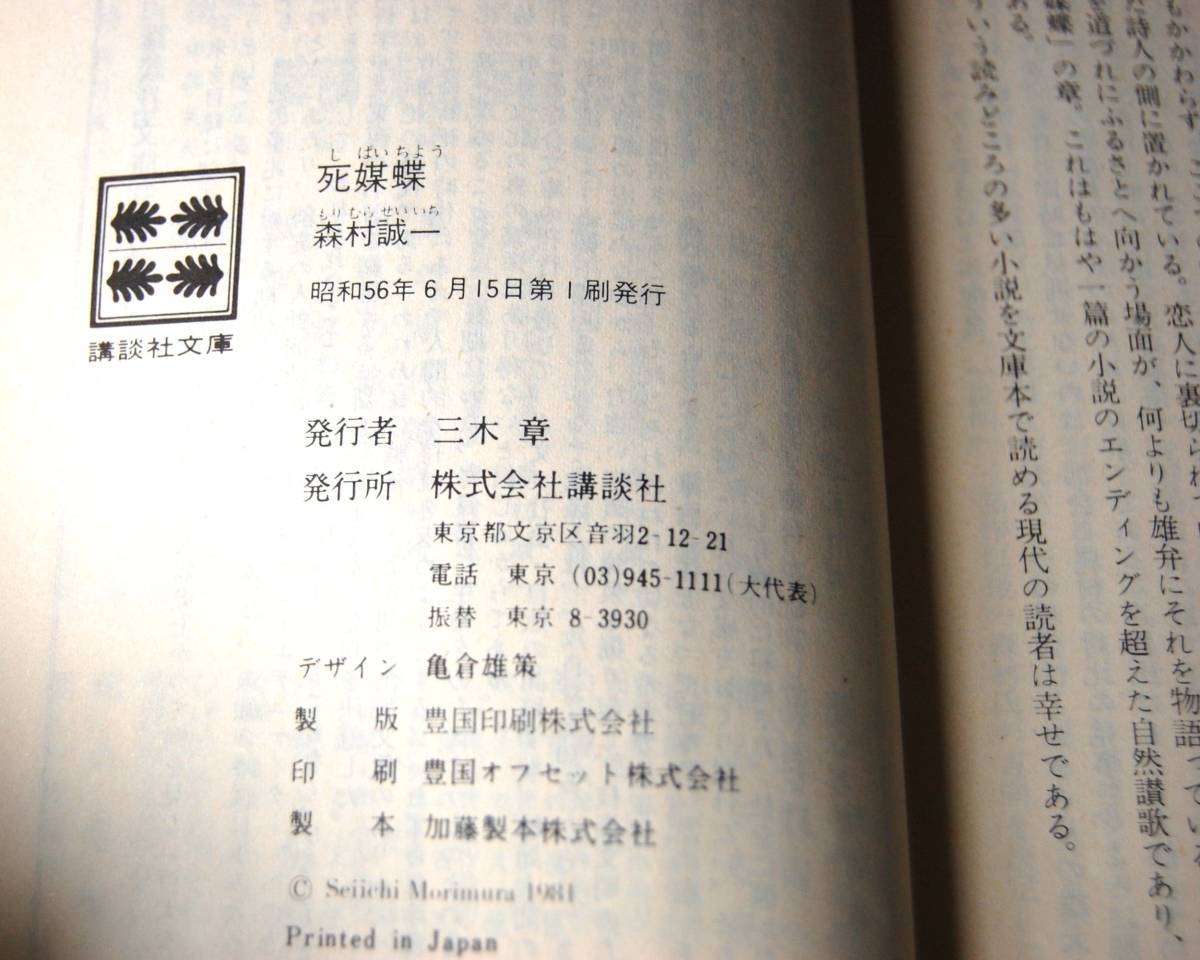 しばいちよう
死媒蝶
もりむらせいいち
森村誠一
昭和56年6月15日第1刷発行
講談社文庫
発行者 三木 章
発行所 株式会社講談社
東京都文京区音羽2-12-21
電話 東京 (03)945-1111(大代表)
振替 東京 8-3930
デザイン 亀倉雄策
製 版 豊国印刷株式会社
印 刷 豊国オフセット株式会社
製 本 加藤製本株式会社
© Seiichi Morimura 1981
Printed in Japan
もかかわらず、
た詩人の側に置かれている。恋人に裏切られ
を道づれにふるさとへ向かう場面が、何よりも雄弁にそれを物語っている
媒蝶」の章。これはもはや一篇の小説のエンディングを超えた自然讃歌であり、
ある。
いう読みどころの多い小説を文庫本で読める現代の読者は幸せである。